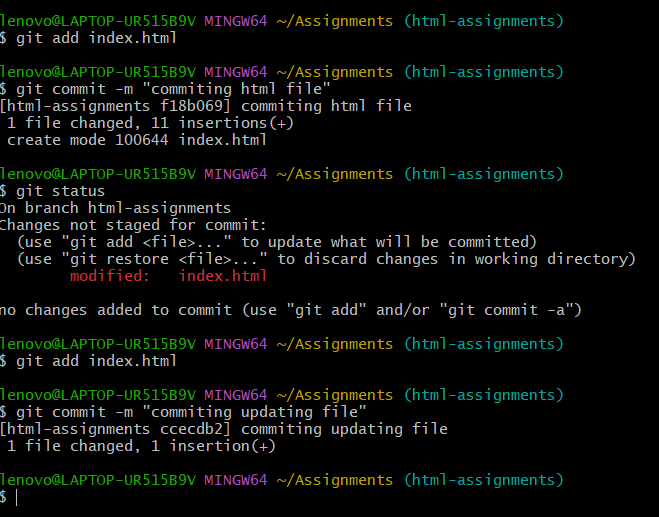 lenovo@LAPTOP-UR515B9V MINGW64 ~/Assignments (html-assignments)
$ git add index.html
lenovo@LAPTOP-UR515B9V MINGW64 ~/Assignments (html-assignments)
$ git commit -m "commiting html file"
[html-assignments f18b069] commiting html file
1 file changed, 11 insertions(+)
create mode 100644 index.html
lenovo@LAPTOP-UR515B9V MINGW64 ~/Assignments (html-assignments)
$ git status
On branch html-assignments
Changes not staged for commit:
(use "git add <file>..." to update what will be committed)
(use "git restore <file>..." to discard changes in working directory)
modified:   index.html
no changes added to commit (use "git add" and/or "git commit -a")
lenovo@LAPTOP-UR515B9V MINGW64 ~/Assignments (html-assignments)
$ git add index.html
lenovo@LAPTOP-UR515B9V MINGW64 ~/Assignments (html-assignments)
$ git commit -m "commiting updating file"
[html-assignments ccecdb2] commiting updating file
1 file changed, 1 insertion(+)
lenovo@LAPTOP-UR515B9V MINGW64 ~/Assignments (html-assignments)
$